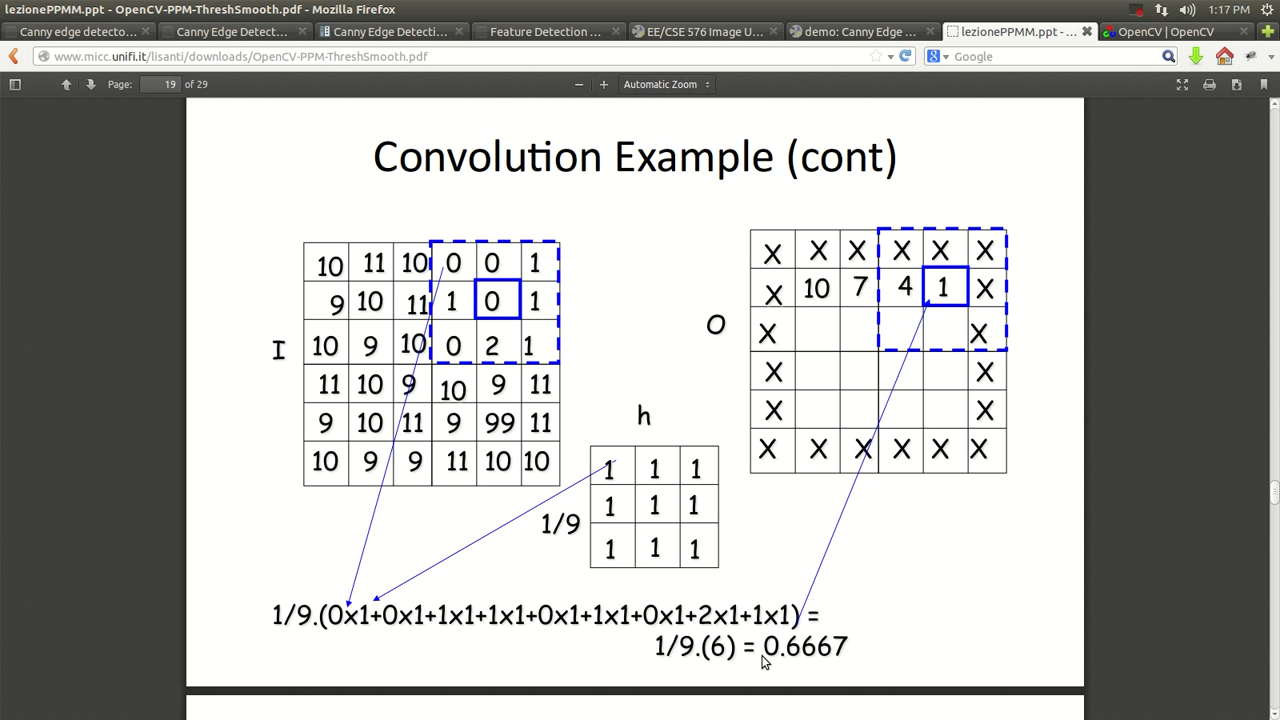 lezionePPMM.ppt - OpenCV-PPM-ThreshSmooth.pdf - Mozilla Firefox
1:17 PM
Canny edge detecto...
Canny Edge Detect...
Canny Edge Detecti...
Feature Detection ...
EE/CSE 576 Image U...
demo: Canny Edge ...
lezionePPMM.ppt - ...
OpenCV | OpenCV
www.micc.unifi.it/lisanti/downloads/OpenCV-PPM-ThreshSmooth.pdf
Google
Page: 19 of 29
Automatic Zoom
Convolution Example (cont)
I
10 11 10 0 0 1
9 10 11 1 0 1
10 9 10 0 2 1
11 10 9 10 9 11
9 10 11 9 99 11
10 9 9 11 10 10
h
1/9
1 1 1
1 1 1
1 1 1
O
X X X X X X
X 10 7 4 1 X
X X
X X
X X
X X X X X X
1/9.(0x1+0x1+1x1+1x1+0x1+1x1+0x1+2x1+1x1) =
1/9.(6) = 0.6667